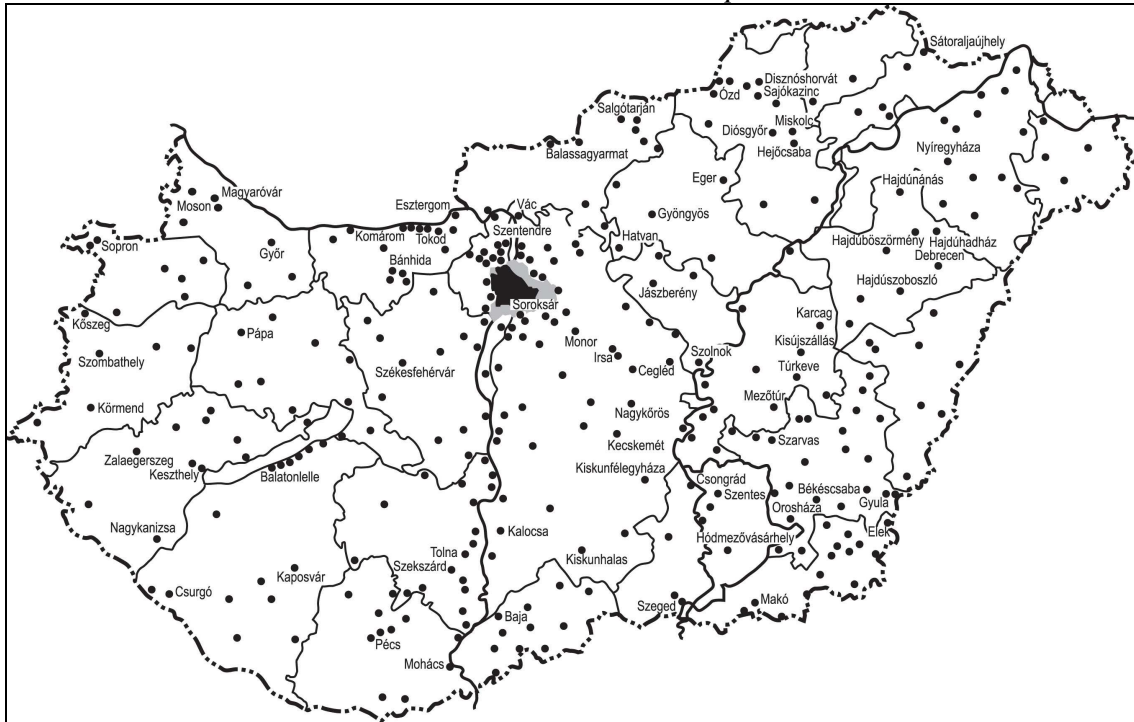 Sátoraljaújhely
Disznóshorvát
Ózd
Sajókazinc
Salgótarján
Miskolc
Diósgyőr
Hejőcsaba
Balassagyarmat
Nyíregyháza
Eger
Hajdúnánás
Magyaróvár
Moson
Esztergom
Vác
Gyöngyös
Szentendre
Komárom
Tokod
Hatvan
Hajdúböszörmény
Hajdúhadház
Sopron
Győr
Debrecen
Bánhida
Jászberény
Hajdúszoboszló
Soroksár
Kőszeg
Karcag
Pápa
Monor
Kisújszállás
Szombathely
Irsa
Szolnok
Székesfehérvár
Cegléd
Túrkeve
Mezőtúr
Körmend
Nagykőrös
Kecskemét
Szarvas
Zalaegerszeg
Keszthely
Balatonlelle
Kiskunfélegyháza
Csongrád
Szentes
Békéscsaba
Gyula
Orosháza
Nagykanizsa
Kalocsa
Elek
Hódmezővásárhely
Tolna
Kiskunhalas
Szekszárd
Kaposvár
Csurgó
Szeged
Makó
Baja
Pécs
Mohács